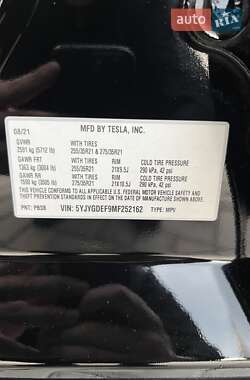 auto RIA
.com
08/21 MFD BY TESLA, INC.
GVWR WITH TIRES
2591 kg (5712 lb) 255/35R21 & 275/35R21
GAWR FRT WITH TIRES RIM COLD TIRE PRESSURE
1363 kg (3004 lb) 255/35R21 21X9.5J 290 kPa, 42 psi
GAWR RR WITH TIRES RIM COLD TIRE PRESSURE
1590 kg (3505 lb) 275/35R21 21X10.5J 290 kPa, 42 psi
THIS VEHICLE CONFORMS TO ALL APPLICABLE FEDERAL MOTOR VEHICLE SAFETY
AND THEFT PREVENTION STANDARDS IN EFFECT ON THE DATE OF
MANUFACTURE SHOWN ABOVE.
PKT: PBSB VIN: 5YJYGDEF9MF252162 TYPE: MPV